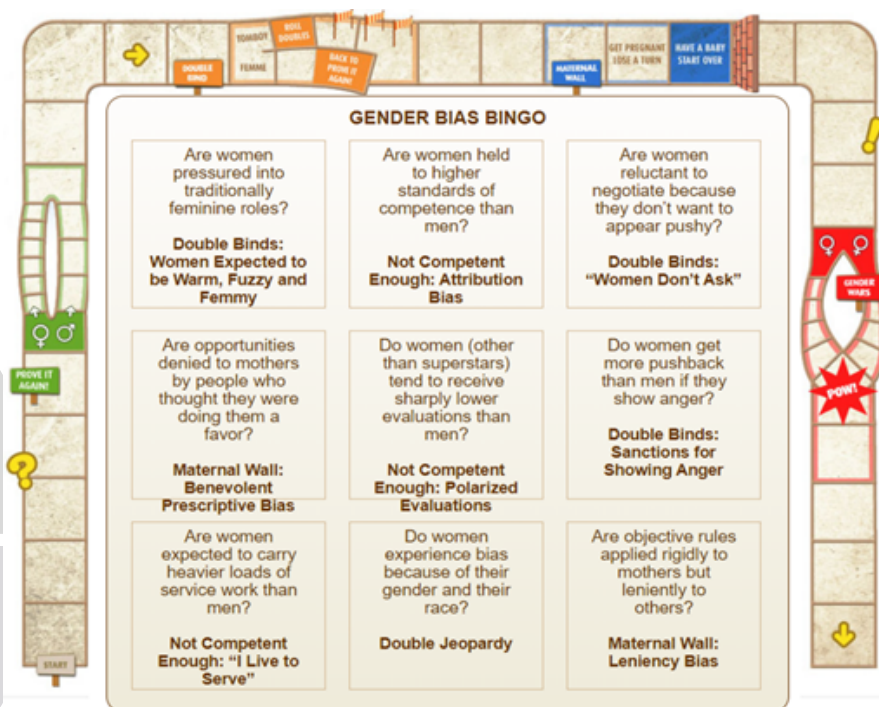 TOMBOY
ROLL
DOUBLES
FEMME
BACK TO
PROVE IT
AGAIN!
DOUBLE
BIND
MATERNAL
WALL
GET PREGNANT
LOSE A TURN
HAVE A BABY
START OVER
GENDER BIAS BINGO
Are women
pressured into
traditionally
feminine roles?
Double Binds:
Women Expected to
be Warm, Fuzzy and
Femmy
Are women held
to higher
standards of
competence than
men?
Not Competent
Enough: Attribution
Bias
Are women
reluctant to
negotiate because
they don't want to
appear pushy?
Double Binds:
“Women Don't Ask”
GENDER
WARS
POW!
PROVE IT
AGAIN!
Are opportunities
denied to mothers
by people who
thought they were
doing them a
favor?
Maternal Wall:
Benevolent
Prescriptive Bias
Do women (other
than superstars)
tend to receive
sharply lower
evaluations than
men?
Not Competent
Enough: Polarized
Evaluations
Do women get
more pushback
than men if they
show anger?
Double Binds:
Sanctions for
Showing Anger
Are women
expected to carry
heavier loads of
service work than
men?
Not Competent
Enough: “I Live to
Serve”
Do women
experience bias
because of their
gender and their
race?
Double Jeopardy
Are objective rules
applied rigidly to
mothers but
leniently to
others?
Maternal Wall:
Leniency Bias
START